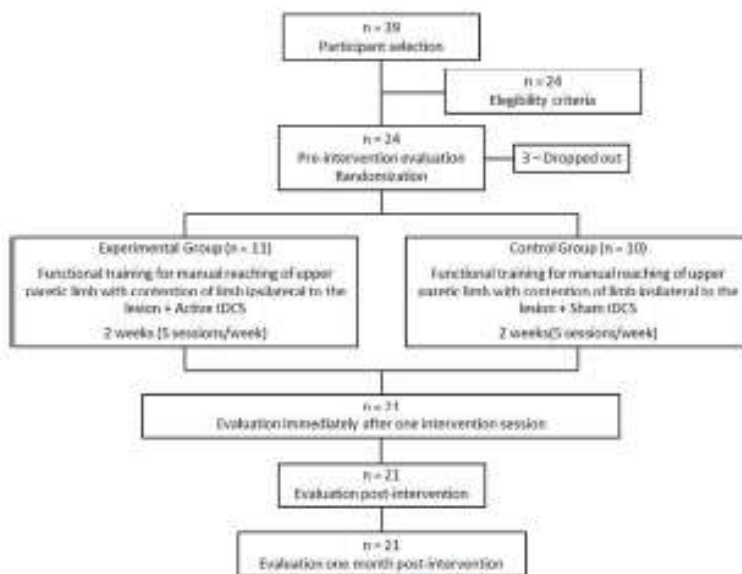 n = 39
Participant selection
n = 24
Elegibility criteria
n = 24
Pre-intervention evaluation
Randomization
3 – Dropped out
Experimental Group (n = 11)
Functional training for manual reaching of upper
paretic limb with contention of limb ipsilateral to the
lesion + Active tDCS
2 weeks (5 sessions/week)
Control Group (n = 10)
Functional training for manual reaching of upper
paretic limb with contention of limb ipsilateral to the
lesion + Sham tDCS
2 weeks(5 sessions/week)
n = 21
Evaluation immediately after one intervention session
n = 21
Evaluation post-intervention
n = 21
Evaluation one month post-intervention